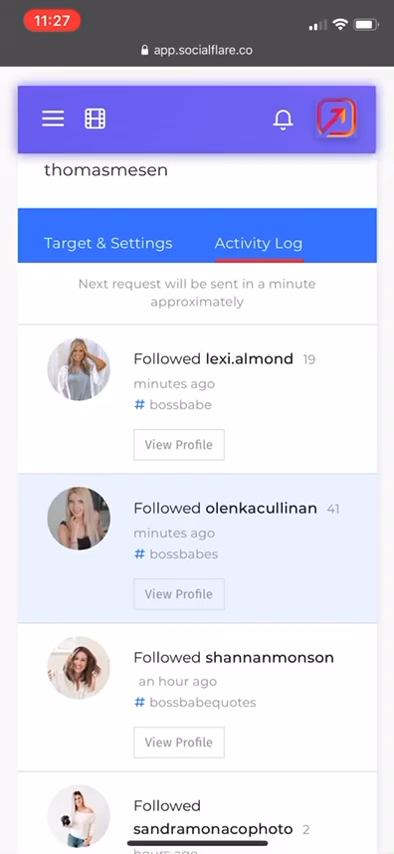 11:27
app.socialflare.co
thomasmesen
Target & Settings
Activity Log
Next request will be sent in a minute
approximately
Followed lexi.almond 19
minutes ago
# bossbabe
View Profile
Followed olenkacullinan 41
minutes ago
# bossbabes
View Profile
Followed shannanmonson
an hour ago
# bossbabequotes
View Profile
Followed
sandramonacophoto 2
hours ago